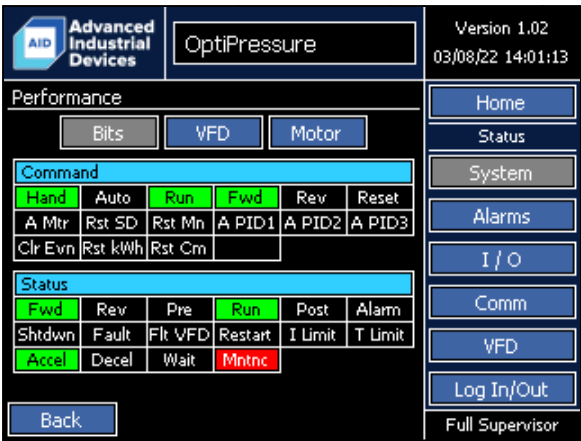 AID Advanced Industrial Devices
OptiPressure
Version 1.02
03/08/22 14:01:13
Performance
Bits VFD Motor
Command
Hand Auto Run Fwd Rev Reset
A Mtr Rst SD Rst Mn A PID1 A PID2 A PID3
Clr Evn Rst kWh Rst Cm
Status
Fwd Rev Pre Run Post Alarm
Shtdwn Fault Flt VFD Restart I Limit T Limit
Accel Decel Wait Mntnc
Back
Home
Status
System
Alarms
I / O
Comm
VFD
Log In/Out
Full Supervisor